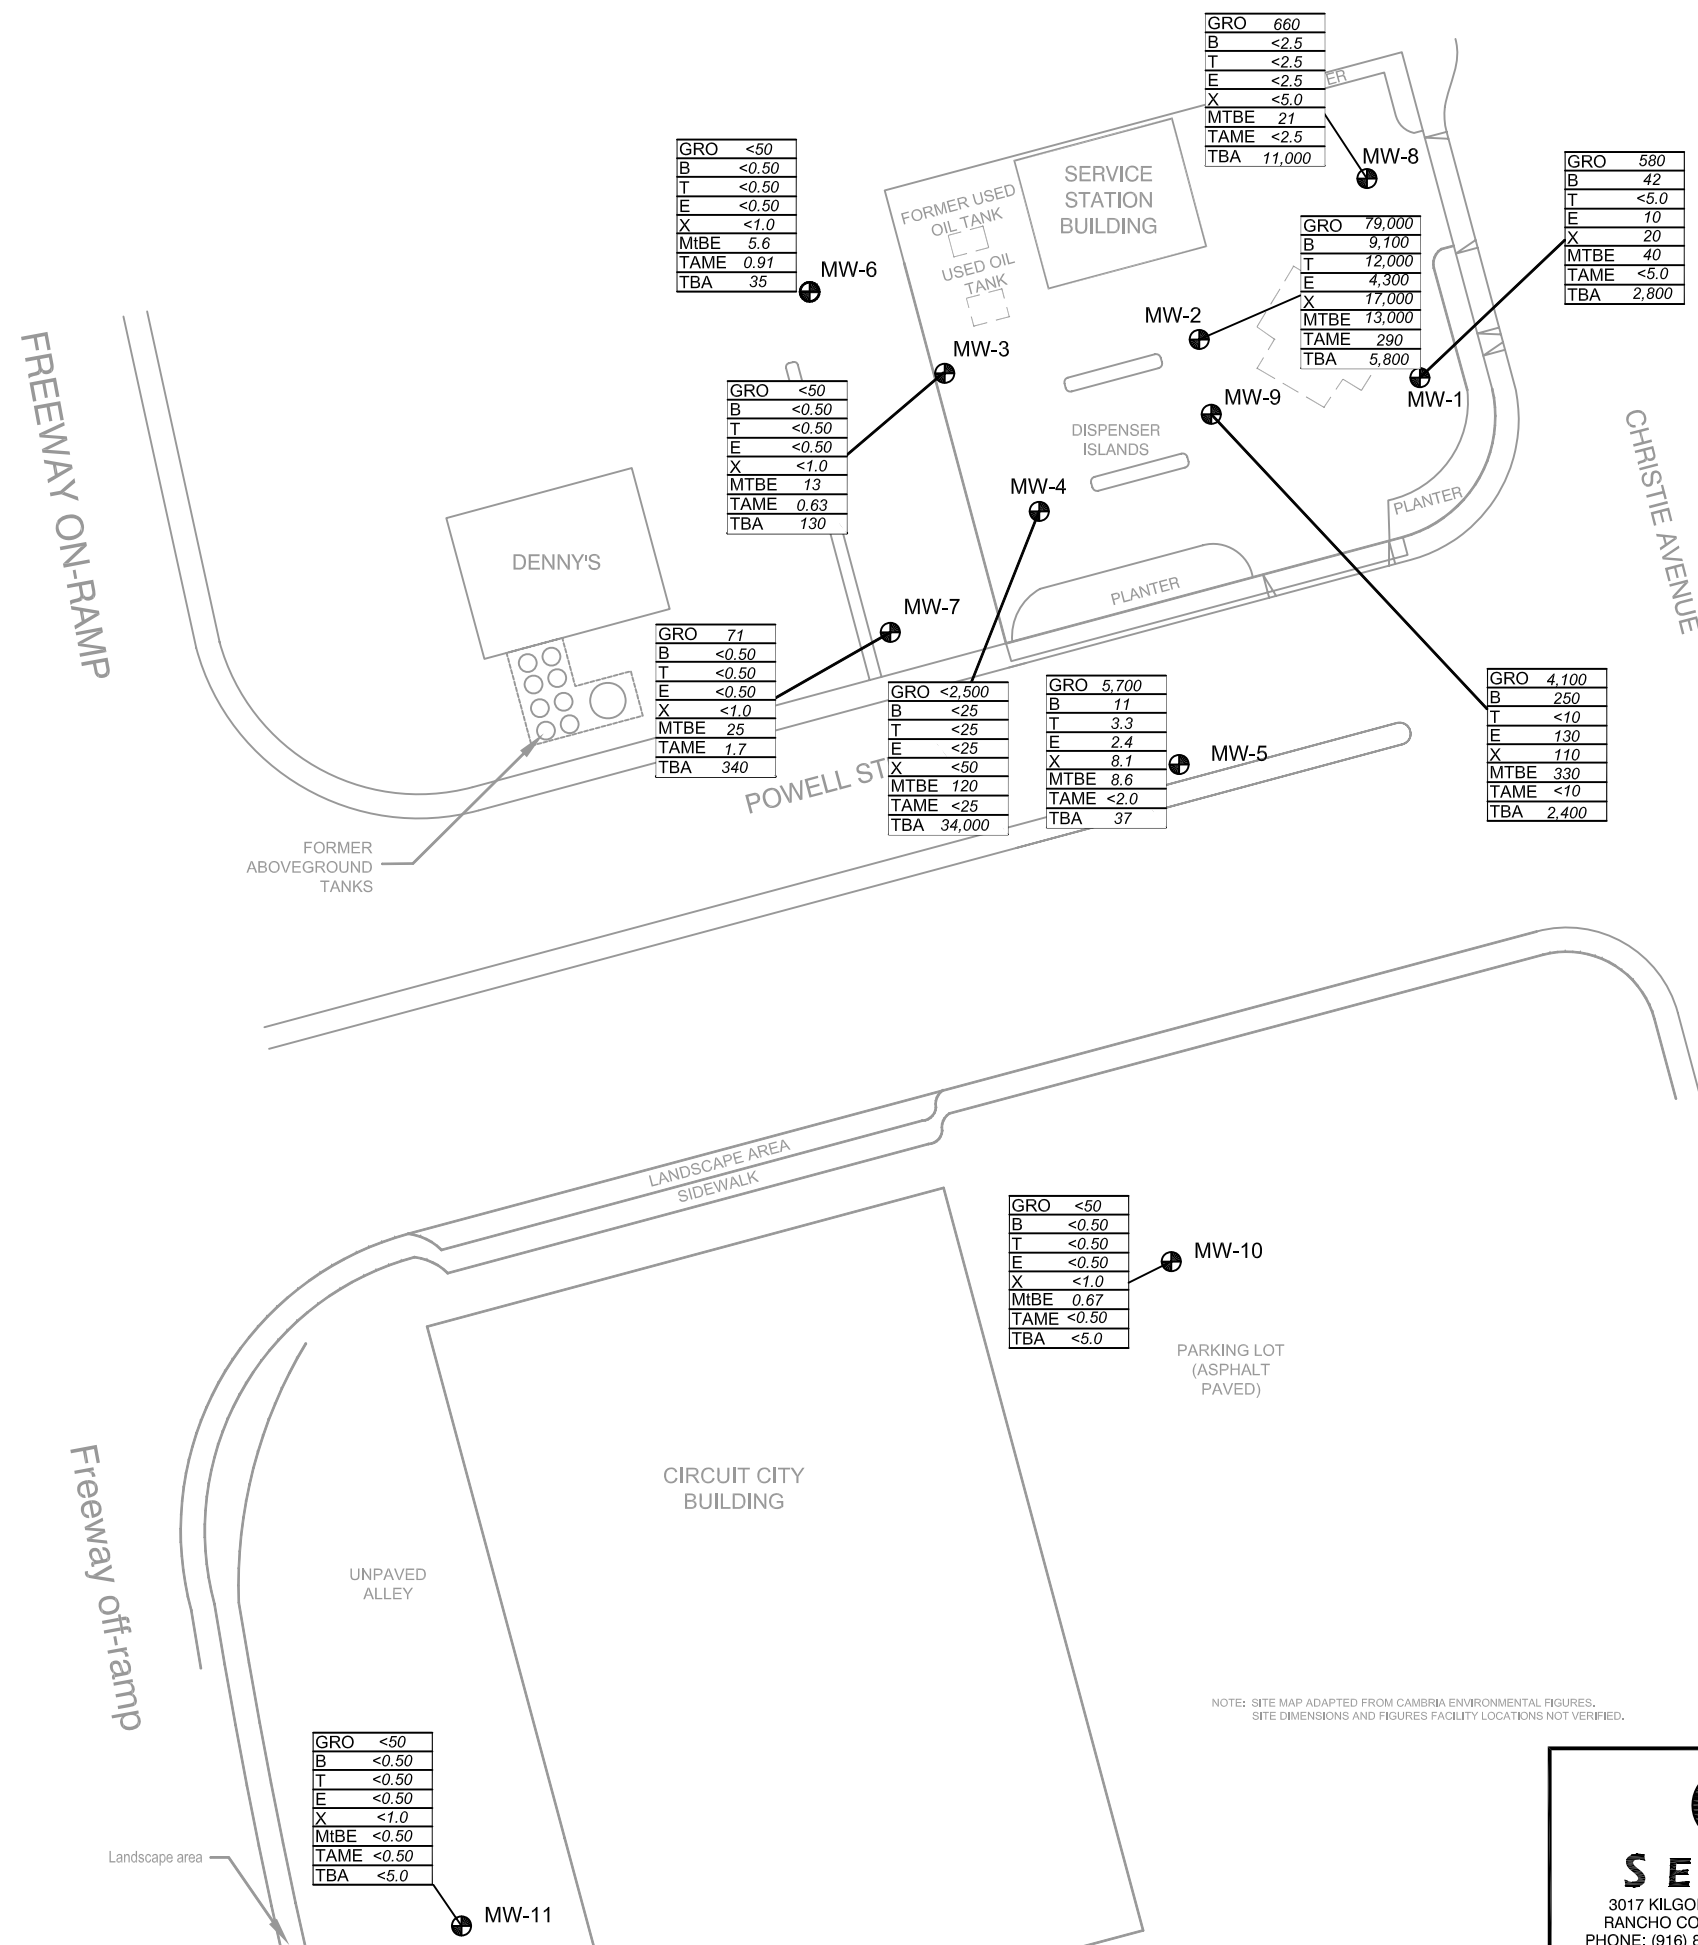 GRO 660
B <2.5
T <2.5
E <2.5
X <5.0
MTBE 21
TAME <2.5
TBA 11,000
ER
MW-8
GRO <50
B <0.50
T <0.50
E <0.50
X <1.0
MtBE 5.6
TAME 0.91
TBA 35
MW-6
SERVICE
STATION
BUILDING
FORMER USED
OIL TANK
USED OIL
TANK
GRO 580
B 42
T <5.0
E 10
X 20
MTBE 40
TAME <5.0
TBA 2,800
GRO 79,000
B 9,100
T 12,000
E 4,300
X 17,000
MTBE 13,000
TAME 290
TBA 5,800
MW-2
MW-3
MW-9
MW-1
GRO <50
B <0.50
T <0.50
E <0.50
X <1.0
MTBE 13
TAME 0.63
TBA 130
DISPENSER
ISLANDS
MW-4
PLANTER
PLANTER
CHRISTIE AVENUE
FREEWAY ON-RAMP
DENNY'S
MW-7
GRO 71
B <0.50
T <0.50
E <0.50
X <1.0
MTBE 25
TAME 1.7
TBA 340
GRO <2,500
B <25
T <25
E <25
X <50
MTBE 120
TAME <25
TBA 34,000
GRO 5,700
B 11
T 3.3
E 2.4
X 8.1
MTBE 8.6
TAME <2.0
TBA 37
MW-5
GRO 4,100
B 250
T <10
E 130
X 110
MTBE 330
TAME <10
TBA 2,400
POWELL ST
FORMER
ABOVEGROUND
TANKS
LANDSCAPE AREA
SIDEWALK
GRO <50
B <0.50
T <0.50
E <0.50
X <1.0
MtBE 0.67
TAME <0.50
TBA <5.0
MW-10
PARKING LOT
(ASPHALT
PAVED)
CIRCUIT CITY
BUILDING
Freeway off-ramp
UNPAVED
ALLEY
NOTE: SITE MAP ADAPTED FROM CAMBRIA ENVIRONMENTAL FIGURES.
SITE DIMENSIONS AND FIGURES FACILITY LOCATIONS NOT VERIFIED.
GRO <50
B <0.50
T <0.50
E <0.50
X <1.0
MtBE <0.50
TAME <0.50
TBA <5.0
Landscape area
MW-11
S E
3017 KILGO
RANCHO CO
PHONE: (916) 8